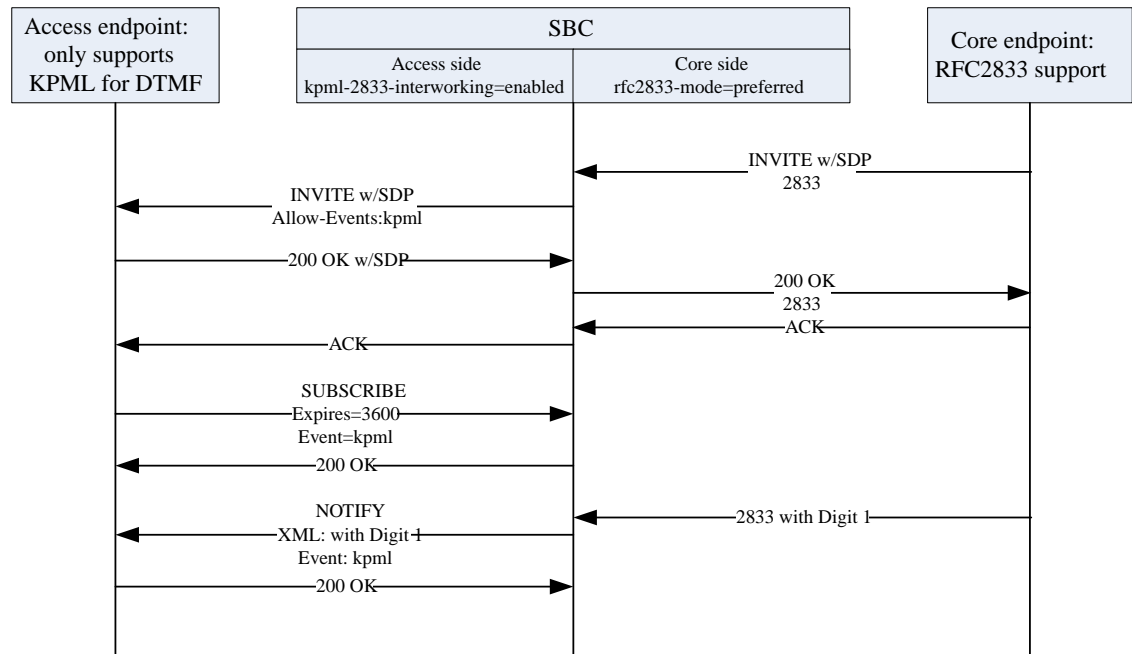 Access endpoint:
only supports
KPML for DTMF
SBC
Access side
kpml-2833-interworking=enabled
Core side
rfc2833-mode=preferred
Core endpoint:
RFC2833 support
INVITE w/SDP
2833
INVITE w/SDP
Allow-Events:kpml
200 OK w/SDP
200 OK
2833
ACK
ACK
SUBSCRIBE
Expires=3600
Event=kpml
200 OK
2833 with Digit 1
NOTIFY
XML: with Digit 1
Event: kpml
200 OK